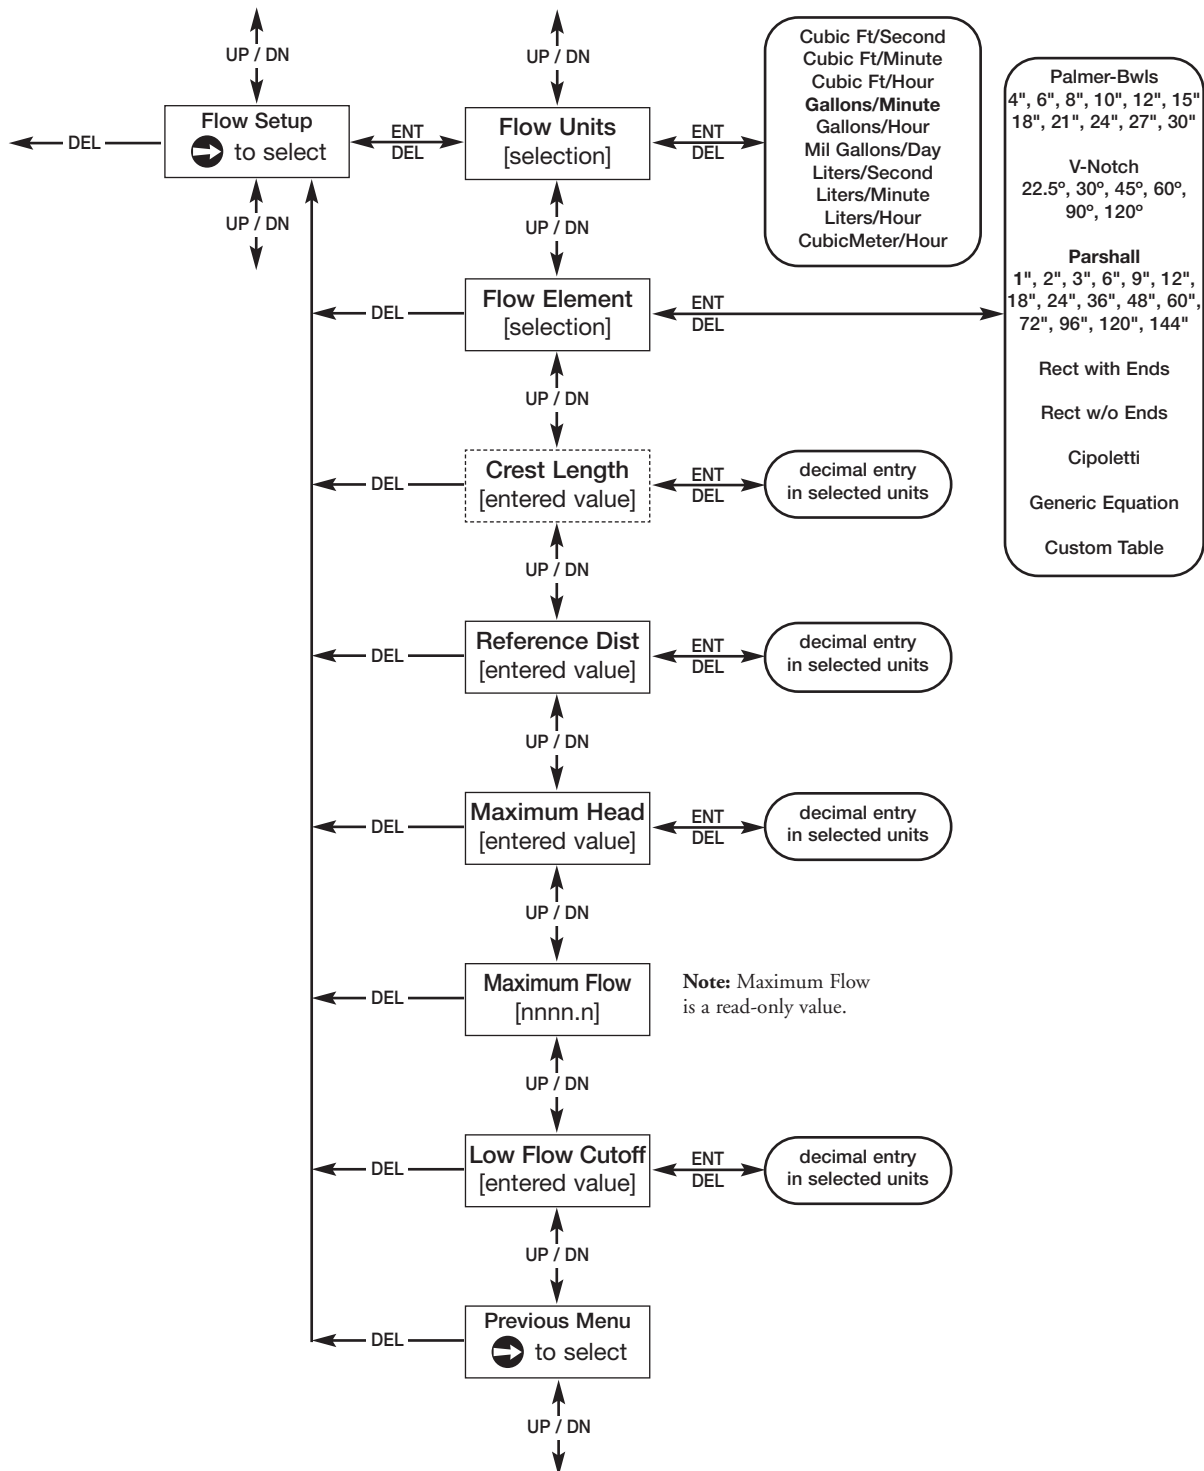 UP / DN
UP / DN
Cubic Ft/Second
Cubic Ft/Minute
Cubic Ft/Hour
Gallons/Minute
Gallons/Hour
Mil Gallons/Day
Liters/Second
Liters/Minute
Liters/Hour
CubicMeter/Hour
Palmer-Bwls
4", 6", 8", 10", 12", 15"
18", 21", 24", 27", 30"
V-Notch
22.5º, 30º, 45º, 60º,
90º, 120º
Parshall
1", 2", 3", 6", 9", 12",
18", 24", 36", 48", 60",
72", 96", 120", 144"
Rect with Ends
Rect w/o Ends
Cipoletti
Generic Equation
Custom Table
DEL
Flow Setup
to select
ENT
DEL
Flow Units
[selection]
ENT
DEL
UP / DN
UP / DN
DEL
Flow Element
[selection]
ENT
DEL
UP / DN
DEL
Crest Length
[entered value]
ENT
DEL
decimal entry
in selected units
UP / DN
DEL
Reference Dist
[entered value]
ENT
DEL
decimal entry
in selected units
UP / DN
DEL
Maximum Head
[entered value]
ENT
DEL
decimal entry
in selected units
UP / DN
DEL
Maximum Flow
[nnnn.n]
Note: Maximum Flow
is a read-only value.
UP / DN
DEL
Low Flow Cutoff
[entered value]
ENT
DEL
decimal entry
in selected units
UP / DN
DEL
Previous Menu
to select
UP / DN